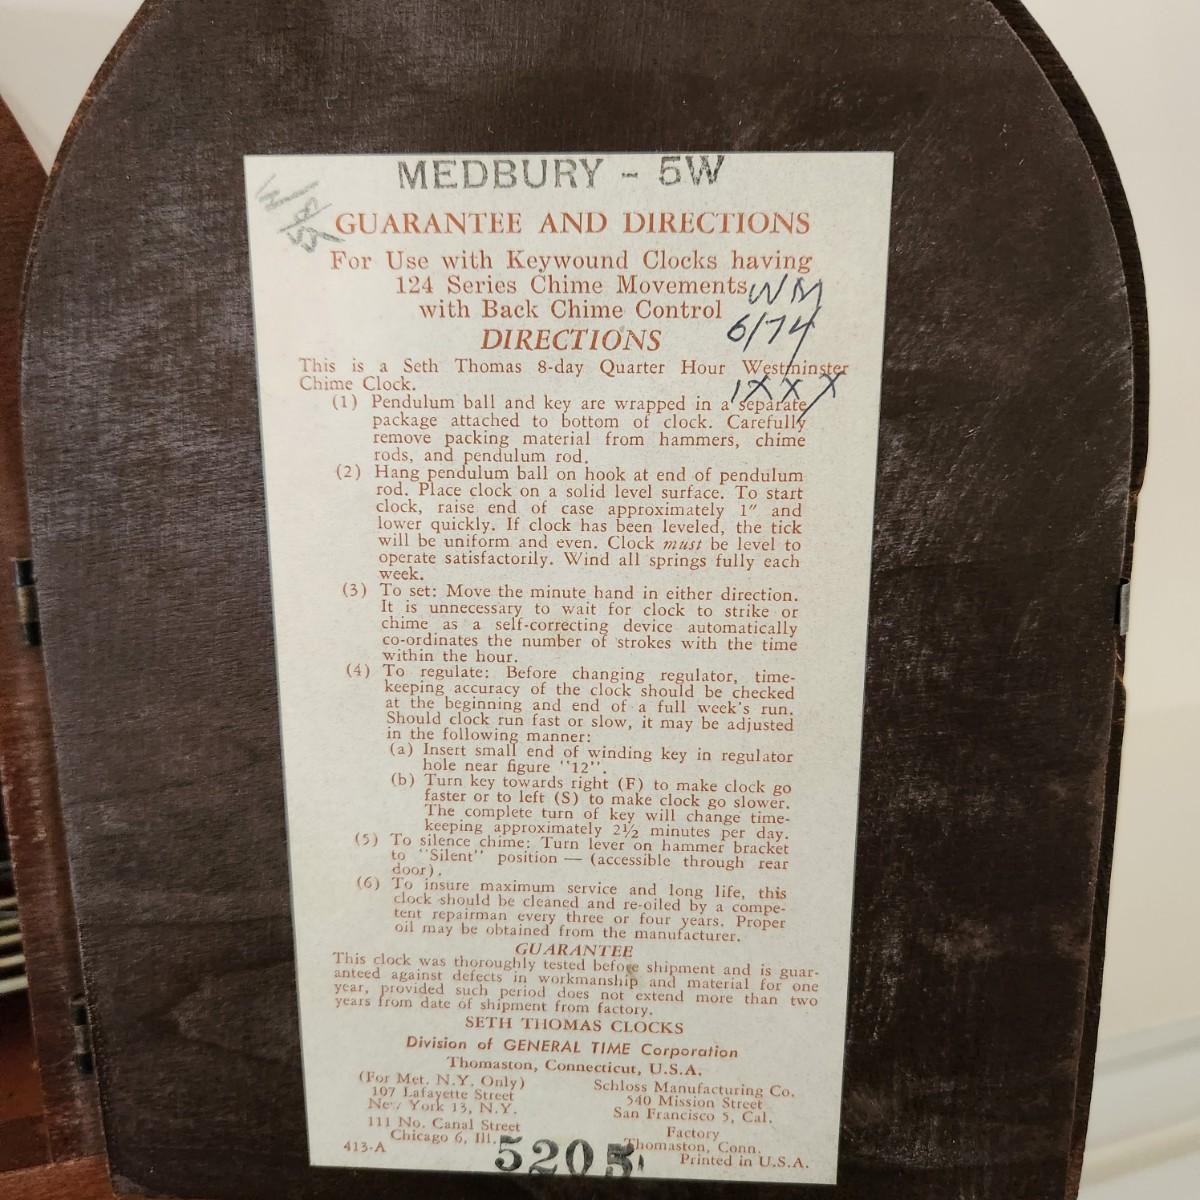 MEDBURY - 5W
GUARANTEE AND DIRECTIONS
For Use with Keywound Clocks having
124 Series Chime Movements
WM
with Back Chime Control
6/74
DIRECTIONS
This is a Seth Thomas 8-day Quarter Hour Westminster
Chime Clock.
1XXX
(1) Pendulum ball and key are wrapped in a separate
package attached to bottom of clock. Carefully
remove packing material from hammers, chime
rods, and pendulum rod.
(2) Hang pendulum ball on hook at end of pendulum
rod. Place clock on a solid level surface. To start
clock, raise end of case approximately 1" and
lower quickly. If clock has been leveled, the tick
will be uniform and even. Clock must be level to
operate satisfactorily. Wind all springs fully each
week.
(3) To set: Move the minute hand in either direction.
It is unnecessary to wait for clock to strike or
chime as a self-correcting device automatically
co-ordinates the number of strokes with the time
within the hour.
(4) To regulate: Before changing regulator, time-
keeping accuracy of the clock should be checked
at the beginning and end of a full week's run.
Should clock run fast or slow, it may be adjusted
in the following manner:
(a) Insert small end of winding key in regulator
hole near figure "12".
(b) Turn key towards right (F) to make clock go
faster or to left (S) to make clock go slower.
The complete turn of key will change time-
keeping approximately 2½ minutes per day.
(5) To silence chime: Turn lever on hammer bracket
to "Silent" position — (accessible through rear
door).
(6) To insure maximum service and long life, this
clock should be cleaned and re-oiled by a compe-
tent repairman every three or four years. Proper
oil may be obtained from the manufacturer.
GUARANTEE
This clock was thoroughly tested before shipment and is guar-
anteed against defects in workmanship and material for one
year, provided such period does not extend more than two
years from date of shipment from factory.
SETH THOMAS CLOCKS
Division of GENERAL TIME Corporation
Thomaston, Connecticut, U.S.A.
(For Met. N.Y. Only)
107 Lafayette Street
New York 13, N.Y.
111 No. Canal Street
Chicago 6, Ill.
413-A
Schloss Manufacturing Co.
540 Mission Street
San Francisco 5, Cal.
Factory
Thomaston, Conn.
Printed in U.S.A.
5205